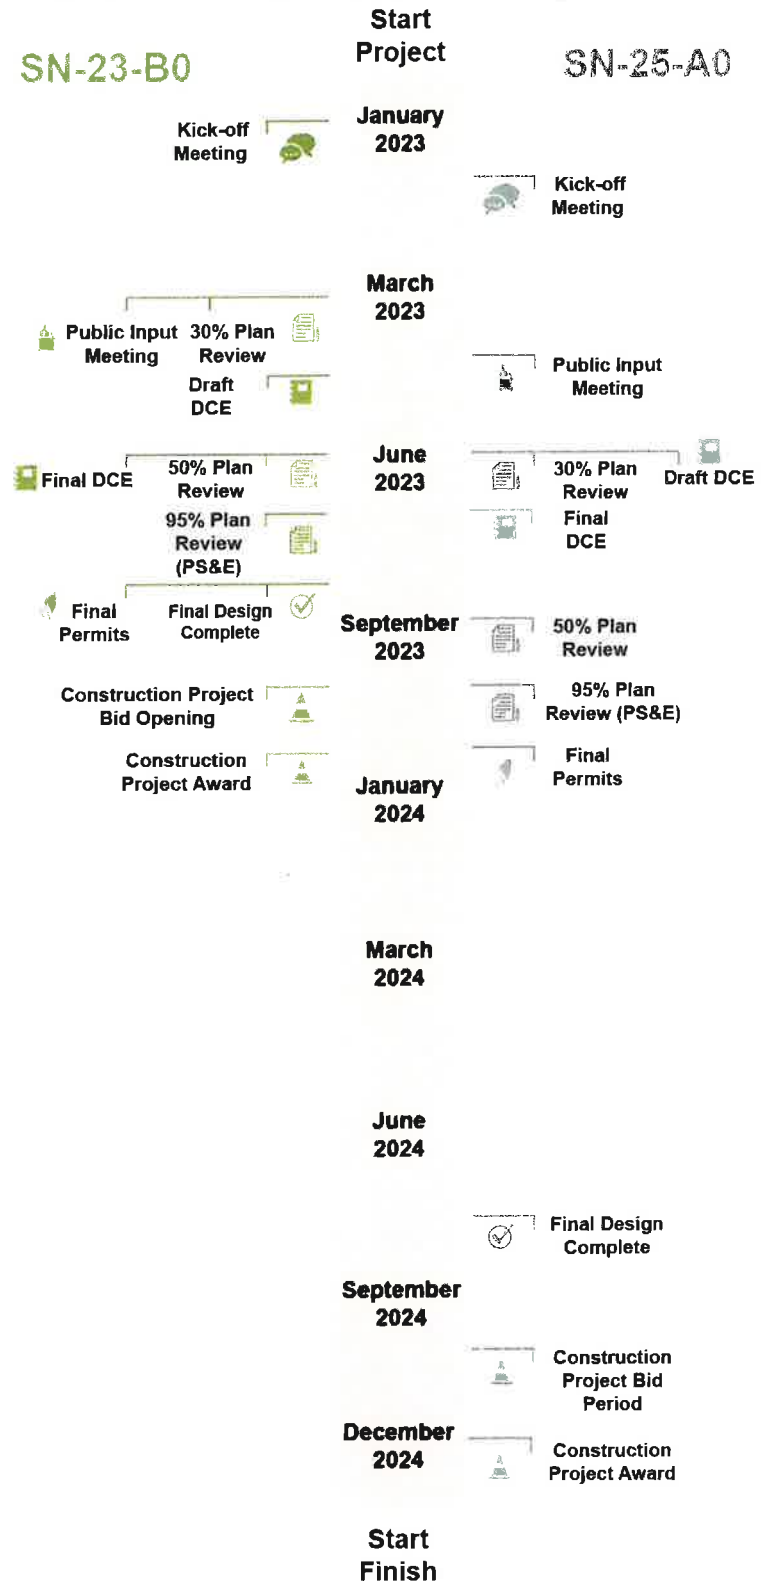 Start
Project
SN-23-B0
SN-25-A0
January
2023
Kick-off
Meeting
Kick-off
Meeting
March
2023
Public Input
Meeting
30% Plan
Review
Draft
DCE
Public Input
Meeting
June
2023
Final DCE
50% Plan
Review
30% Plan
Review
Draft DCE
95% Plan
Review
(PS&E)
Final
DCE
Final
Permits
Final Design
Complete
September
2023
50% Plan
Review
Construction Project
Bid Opening
95% Plan
Review (PS&E)
Construction
Project Award
Final
Permits
January
2024
March
2024
June
2024
Final Design
Complete
September
2024
Construction
Project Bid
Period
December
2024
Construction
Project Award
Start
Finish